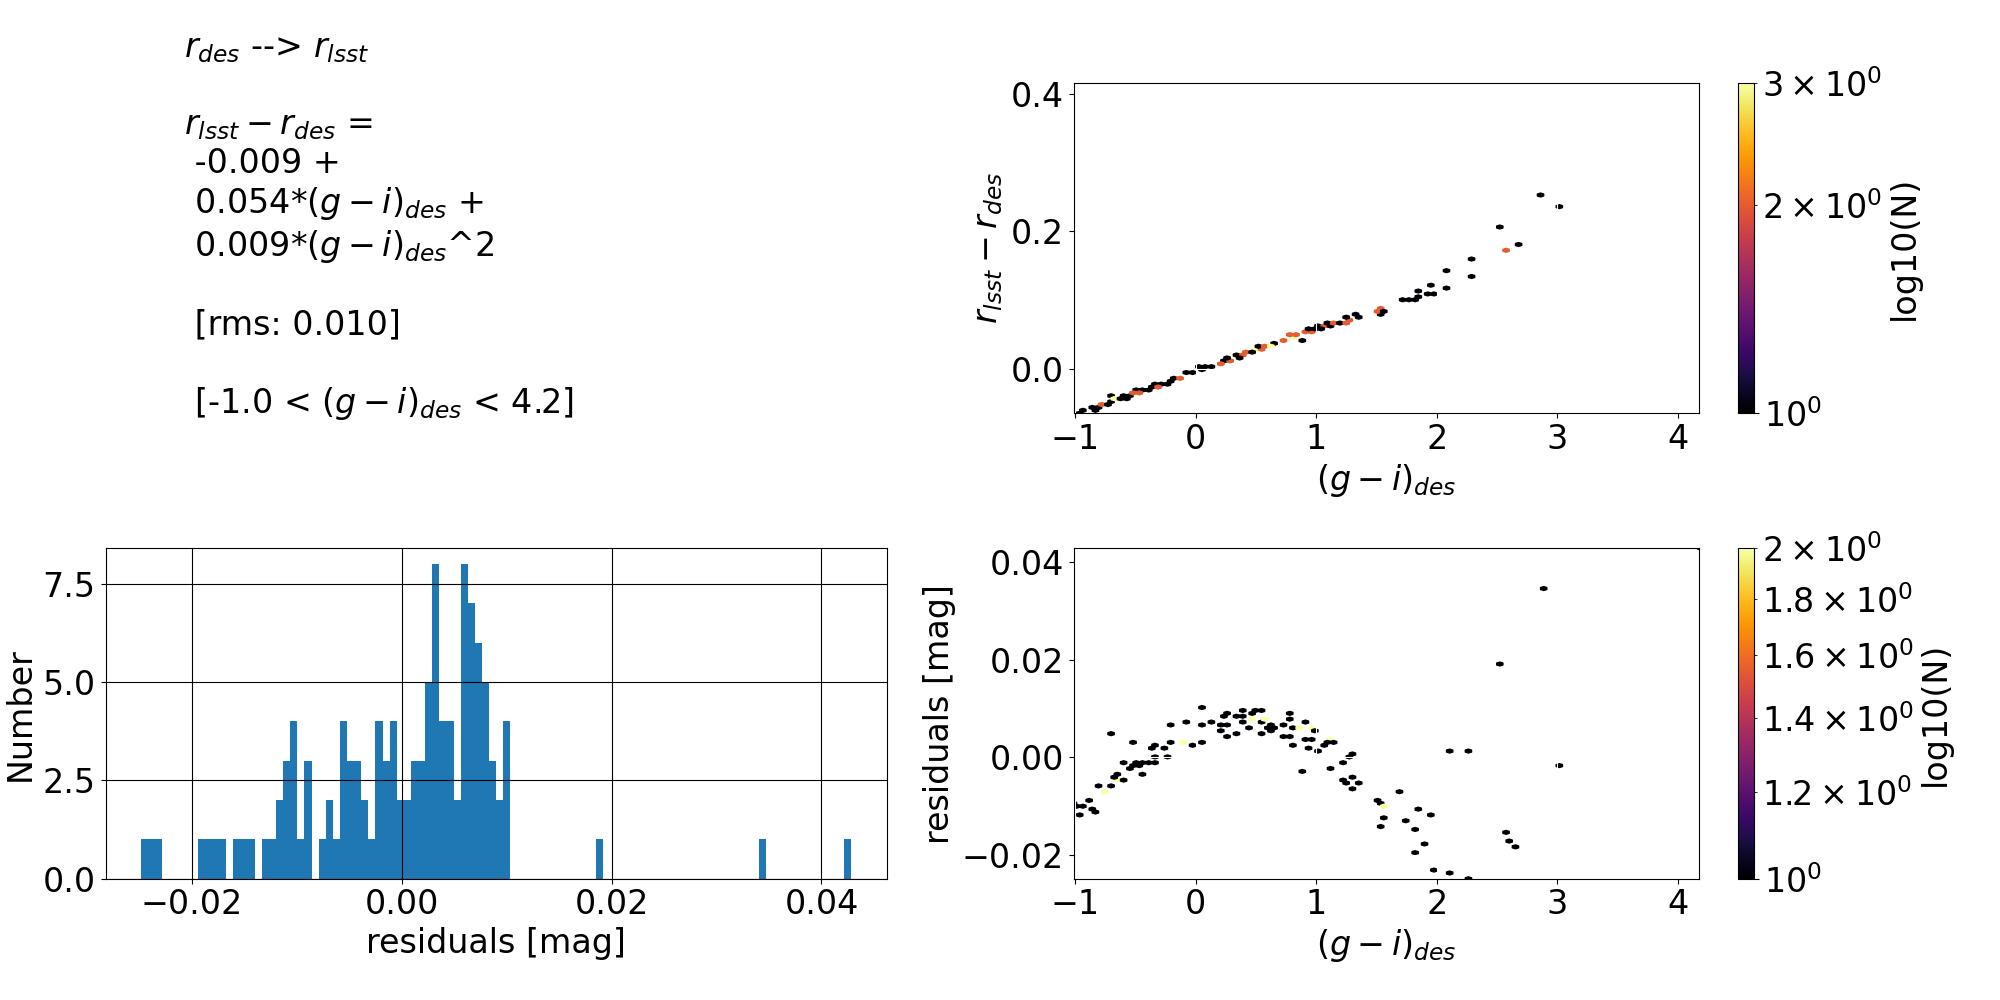 r_des --> r_lsst
r_lsst − r_des =
-0.009 +
0.054*(g − i)_des +
0.009*(g − i)_des^2
[rms: 0.010]
[-1.0 < (g − i)_des < 4.2]
0.4
0.2
0.0
r_lsst − r_des
−1 0 1 2 3 4
(g − i)_des
3 × 10^0
2 × 10^0
10^0
log10(N)
7.5
5.0
2.5
0.0
Number
−0.02 0.00 0.02 0.04
residuals [mag]
0.04
0.02
0.00
−0.02
residuals [mag]
−1 0 1 2 3 4
(g − i)_des
2 × 10^0
1.8 × 10^0
1.6 × 10^0
1.4 × 10^0
1.2 × 10^0
10^0
log10(N)